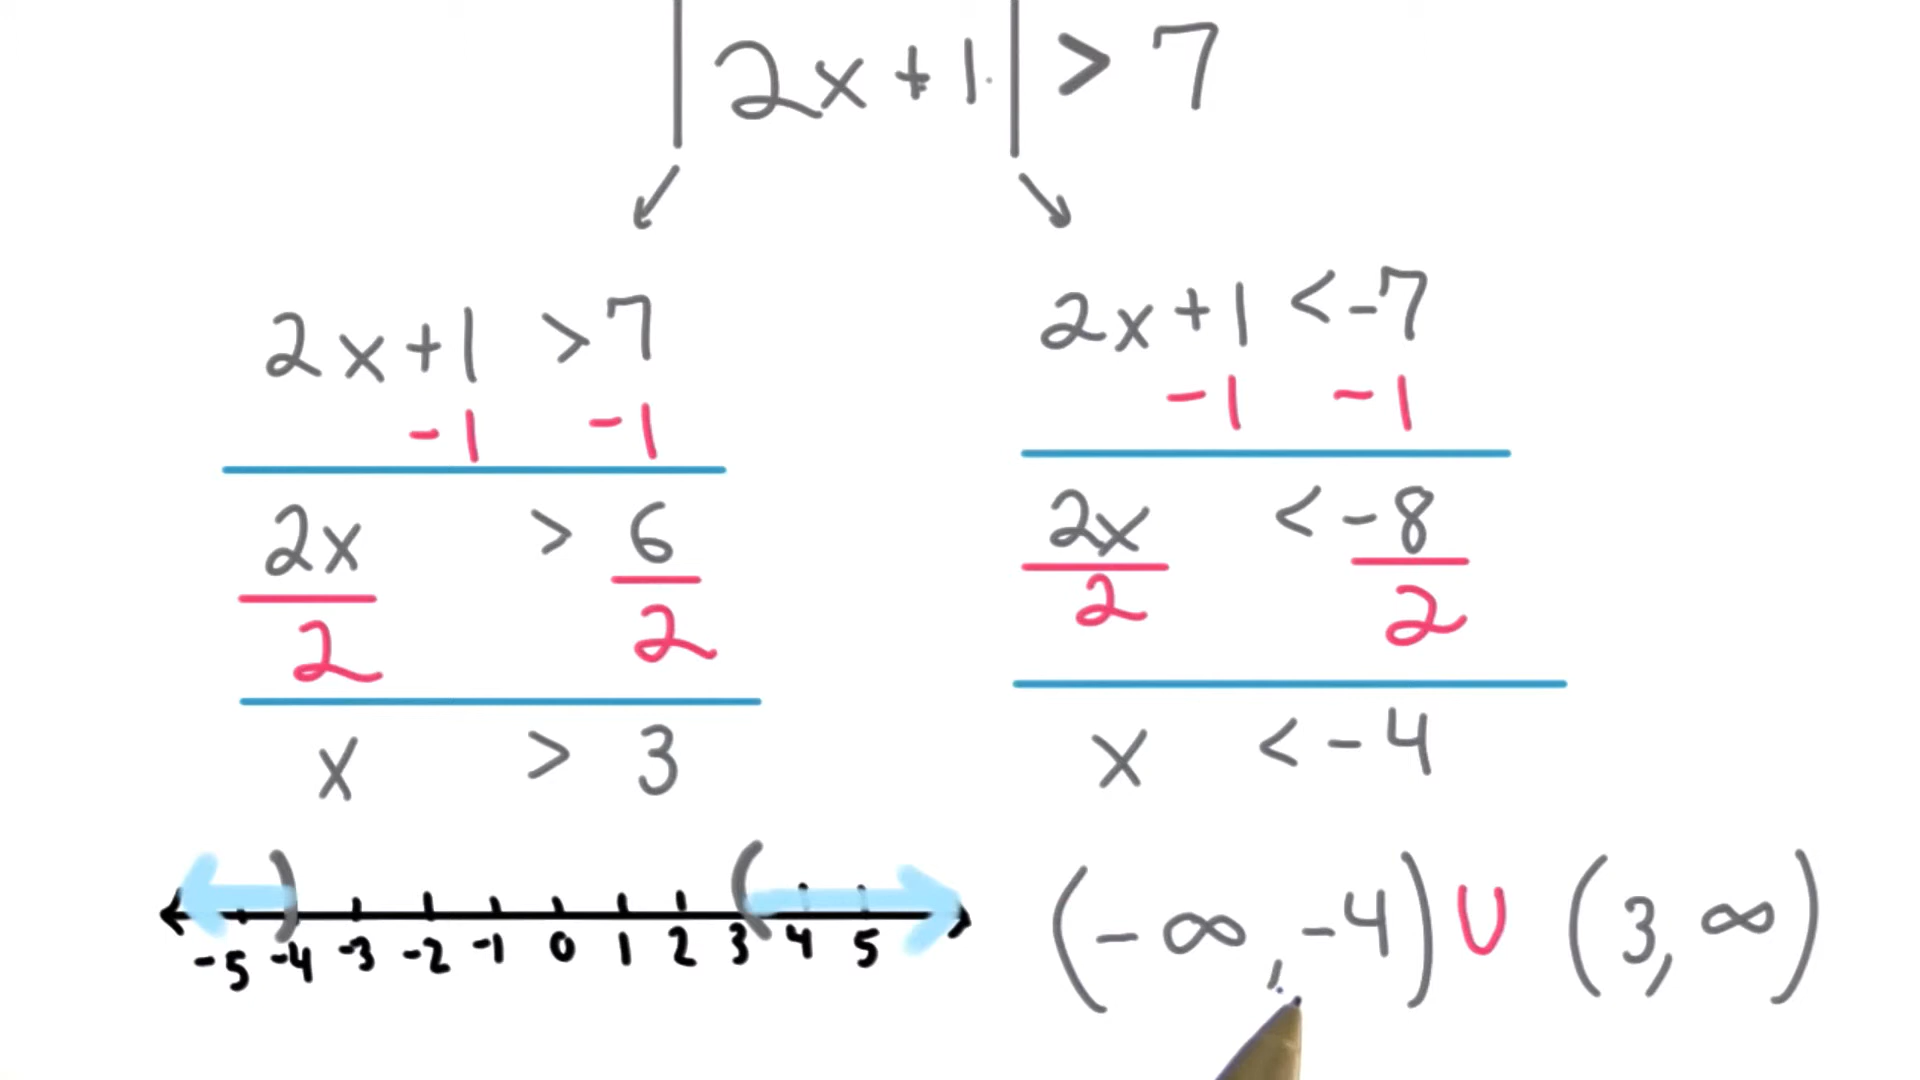 |2x+1| > 7
2x+1 > 7
-1 -1
2x > 6
2 2
x > 3
2x+1 < -7
-1 -1
2x < -8
2 2
x < -4
-5 -4 -3 -2 -1 0 1 2 3 4 5
(-∞, -4) ∪ (3, ∞)